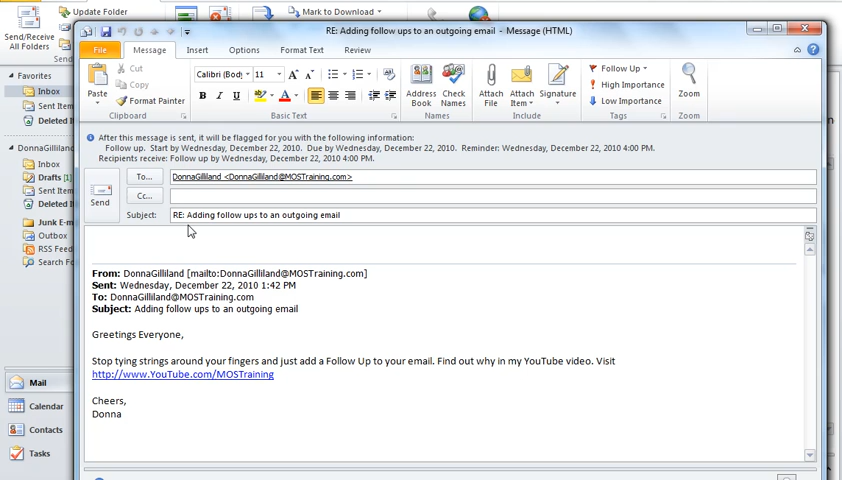 Update Folder
Mark to Download
Send/Receive
All Folders
RE: Adding follow ups to an outgoing email - Message (HTML)
File Message Insert Options Format Text Review
Cut
Copy
Paste
Format Painter
Clipboard
Calibri (Body) 11
B I U
Basic Text
Address
Book
Check
Names
Names
Attach
File
Attach
Item
Signature
Include
Follow Up
High Importance
Low Importance
Tags
Zoom
Zoom
Favorites
Inbox
Sent Item
Deleted I
DonnaGilliland
Inbox
Drafts [1]
Sent Item
Deleted I
Junk E-m
Outbox
RSS Feed
Search Fo
Mail
Calendar
Contacts
Tasks
After this message is sent, it will be flagged for you with the following information:
Follow up. Start by Wednesday, December 22, 2010. Due by Wednesday, December 22, 2010. Reminder: Wednesday, December 22, 2010 4:00 PM.
Recipients receive: Follow up by Wednesday, December 22, 2010 4:00 PM.
Send
To... DonnaGilliland <DonnaGilliland@MOSTraining.com>
Cc...
Subject: RE: Adding follow ups to an outgoing email
From: DonnaGilliland [mailto:DonnaGilliland@MOSTraining.com]
Sent: Wednesday, December 22, 2010 1:42 PM
To: DonnaGilliland@MOSTraining.com
Subject: Adding follow ups to an outgoing email
Greetings Everyone,
Stop tying strings around your fingers and just add a Follow Up to your email. Find out why in my YouTube video. Visit
http://www.YouTube.com/MOSTraining
Cheers,
Donna